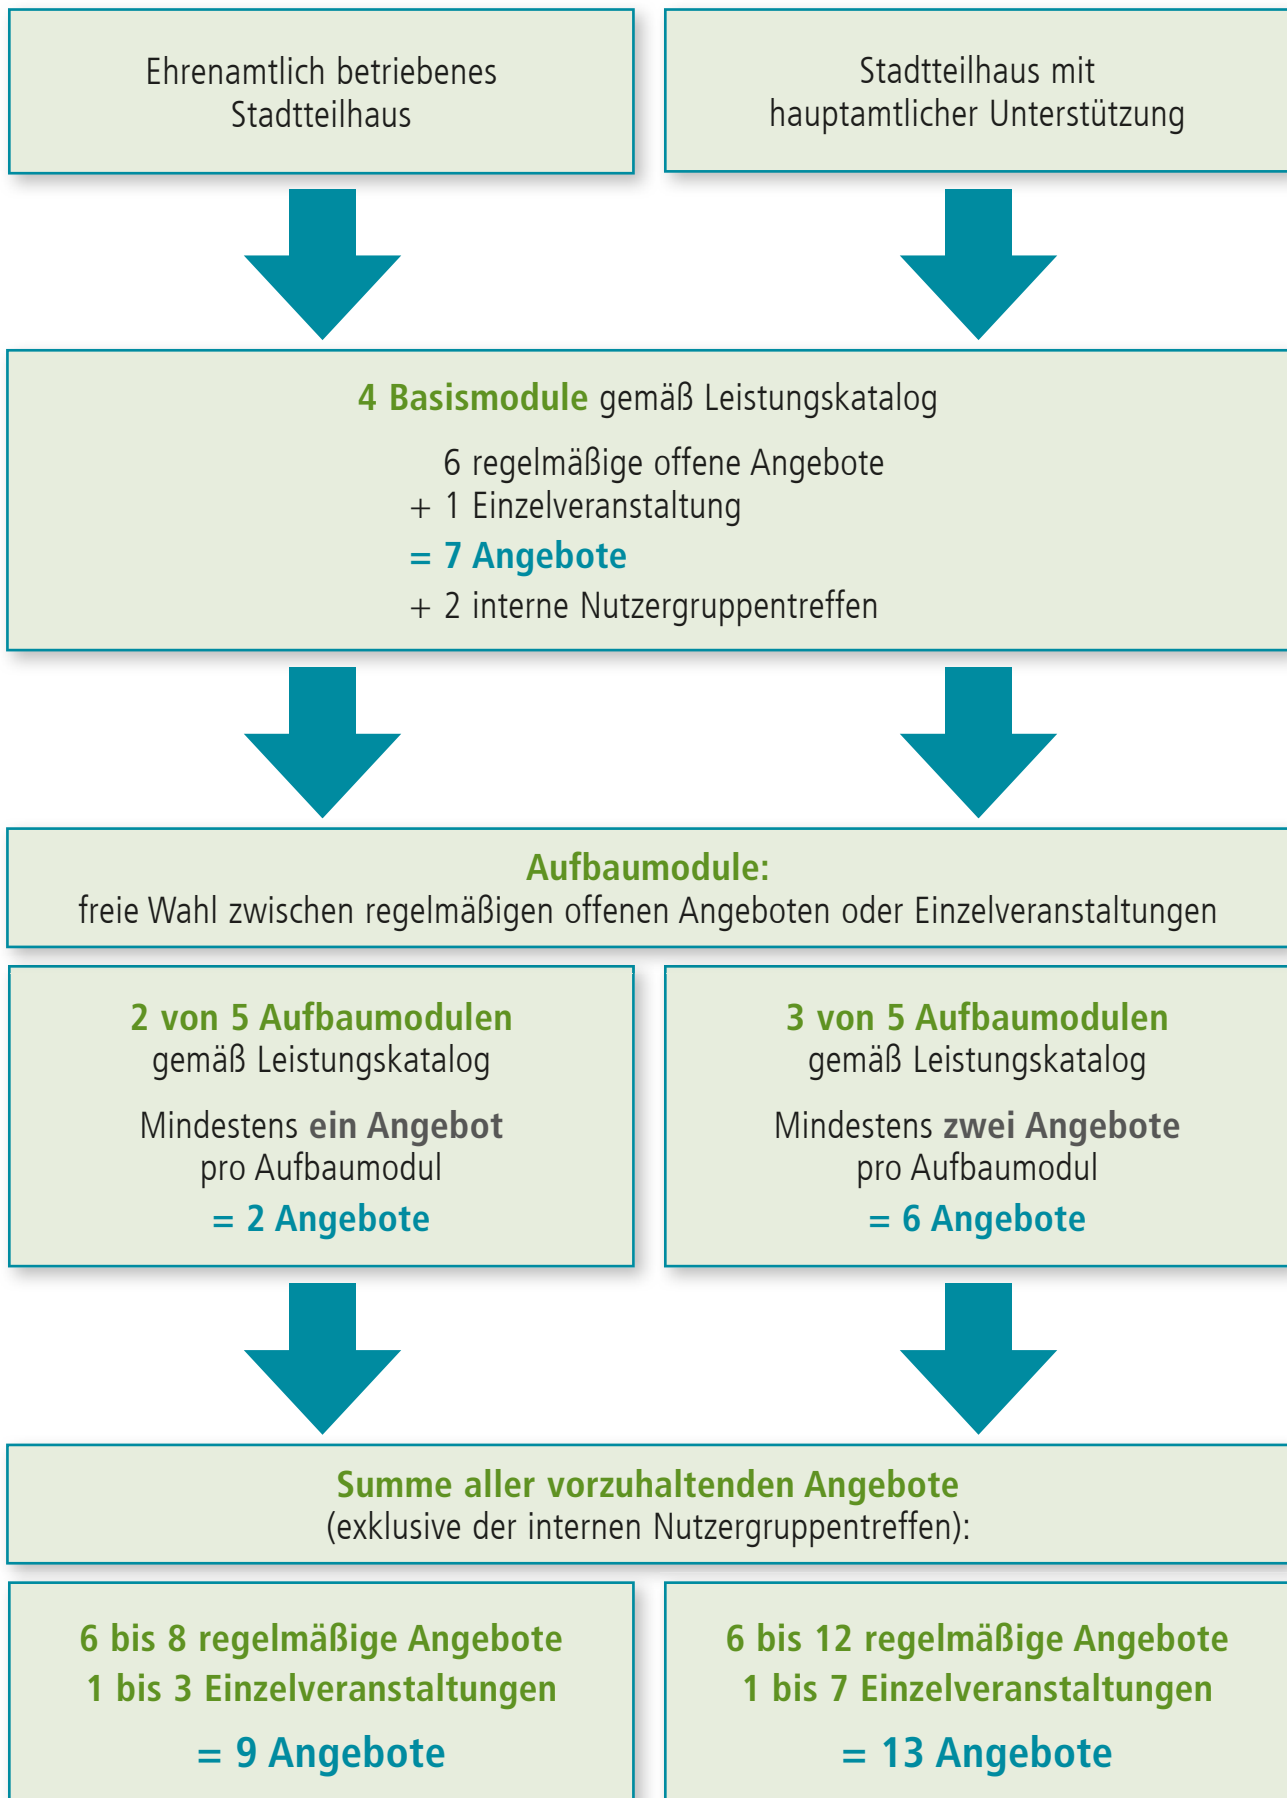 Ehrenamtlich betriebenes
Stadtteilhaus
Stadtteilhaus mit
hauptamtlicher Unterstützung
4 Basismodule gemäß Leistungskatalog
6 regelmäßige offene Angebote
+ 1 Einzelveranstaltung
= 7 Angebote
+ 2 interne Nutzergruppentreffen
Aufbaumodule:
freie Wahl zwischen regelmäßigen offenen Angeboten oder Einzelveranstaltungen
2 von 5 Aufbaumodulen
gemäß Leistungskatalog
Mindestens ein Angebot
pro Aufbaumodul
= 2 Angebote
3 von 5 Aufbaumodulen
gemäß Leistungskatalog
Mindestens zwei Angebote
pro Aufbaumodul
= 6 Angebote
Summe aller vorzuhaltenden Angebote
(exklusive der internen Nutzergruppentreffen):
6 bis 8 regelmäßige Angebote
1 bis 3 Einzelveranstaltungen
= 9 Angebote
6 bis 12 regelmäßige Angebote
1 bis 7 Einzelveranstaltungen
= 13 Angebote